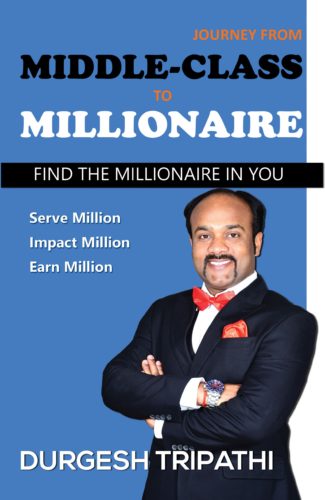 JOURNEY FROM
MIDDLE-CLASS
TO
MILLIONAIRE
FIND THE MILLIONAIRE IN YOU
Serve Million
Impact Million
Earn Million
DURGESH TRIPATHI